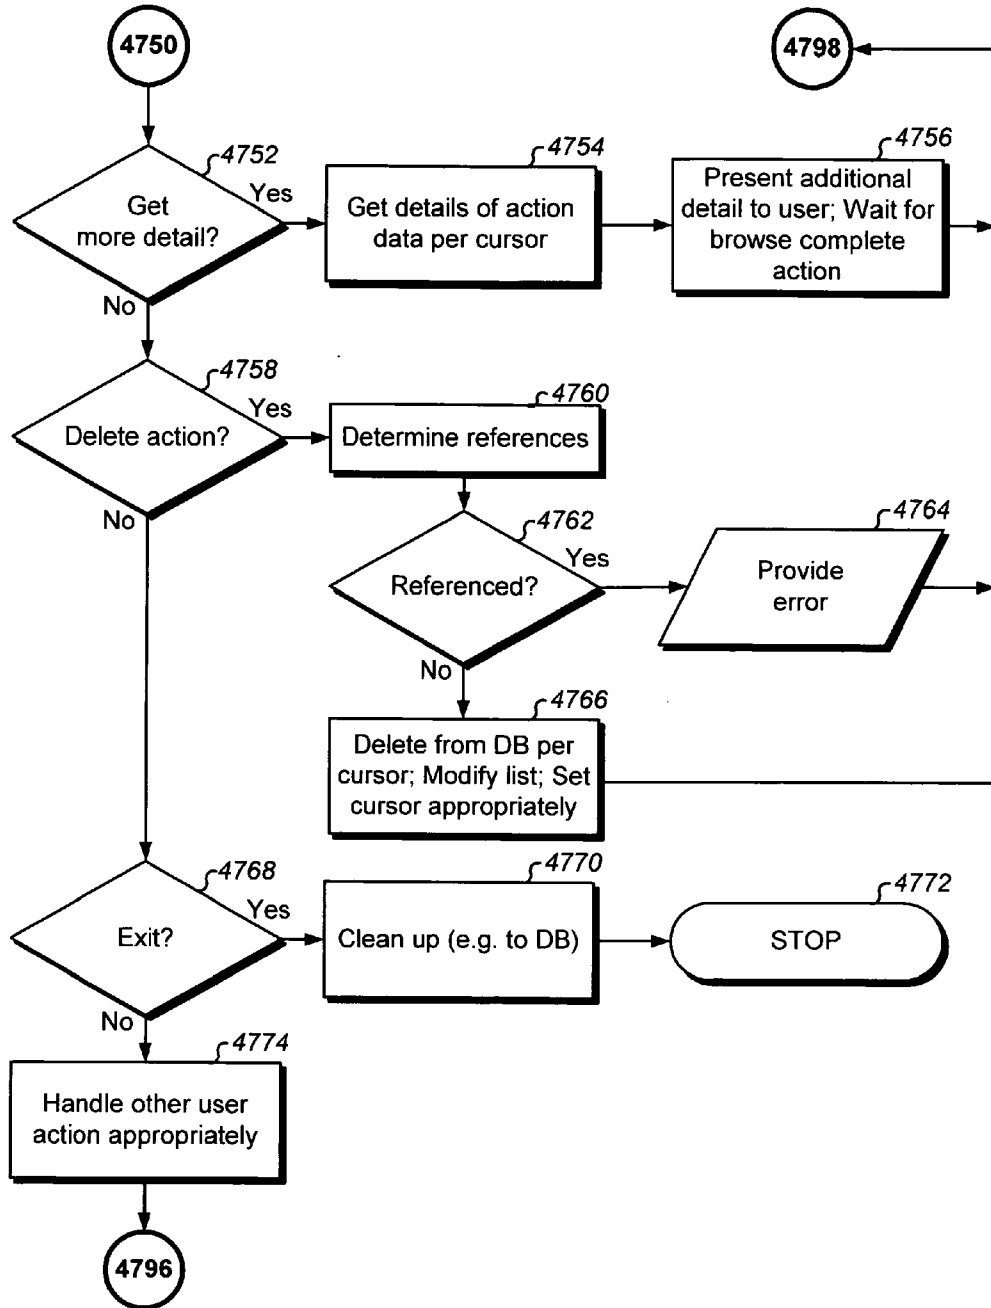 4750
4798
4752
Yes
Get
more detail?
No
4754
Get details of action
data per cursor
4756
Present additional
detail to user; Wait for
browse complete
action
4758
Yes
Delete action?
No
4760
Determine references
4762
Yes
Referenced?
No
4764
Provide
error
4766
Delete from DB per
cursor; Modify list; Set
cursor appropriately
4768
Yes
Exit?
No
4770
Clean up (e.g. to DB)
4772
STOP
4774
Handle other user
action appropriately
4796